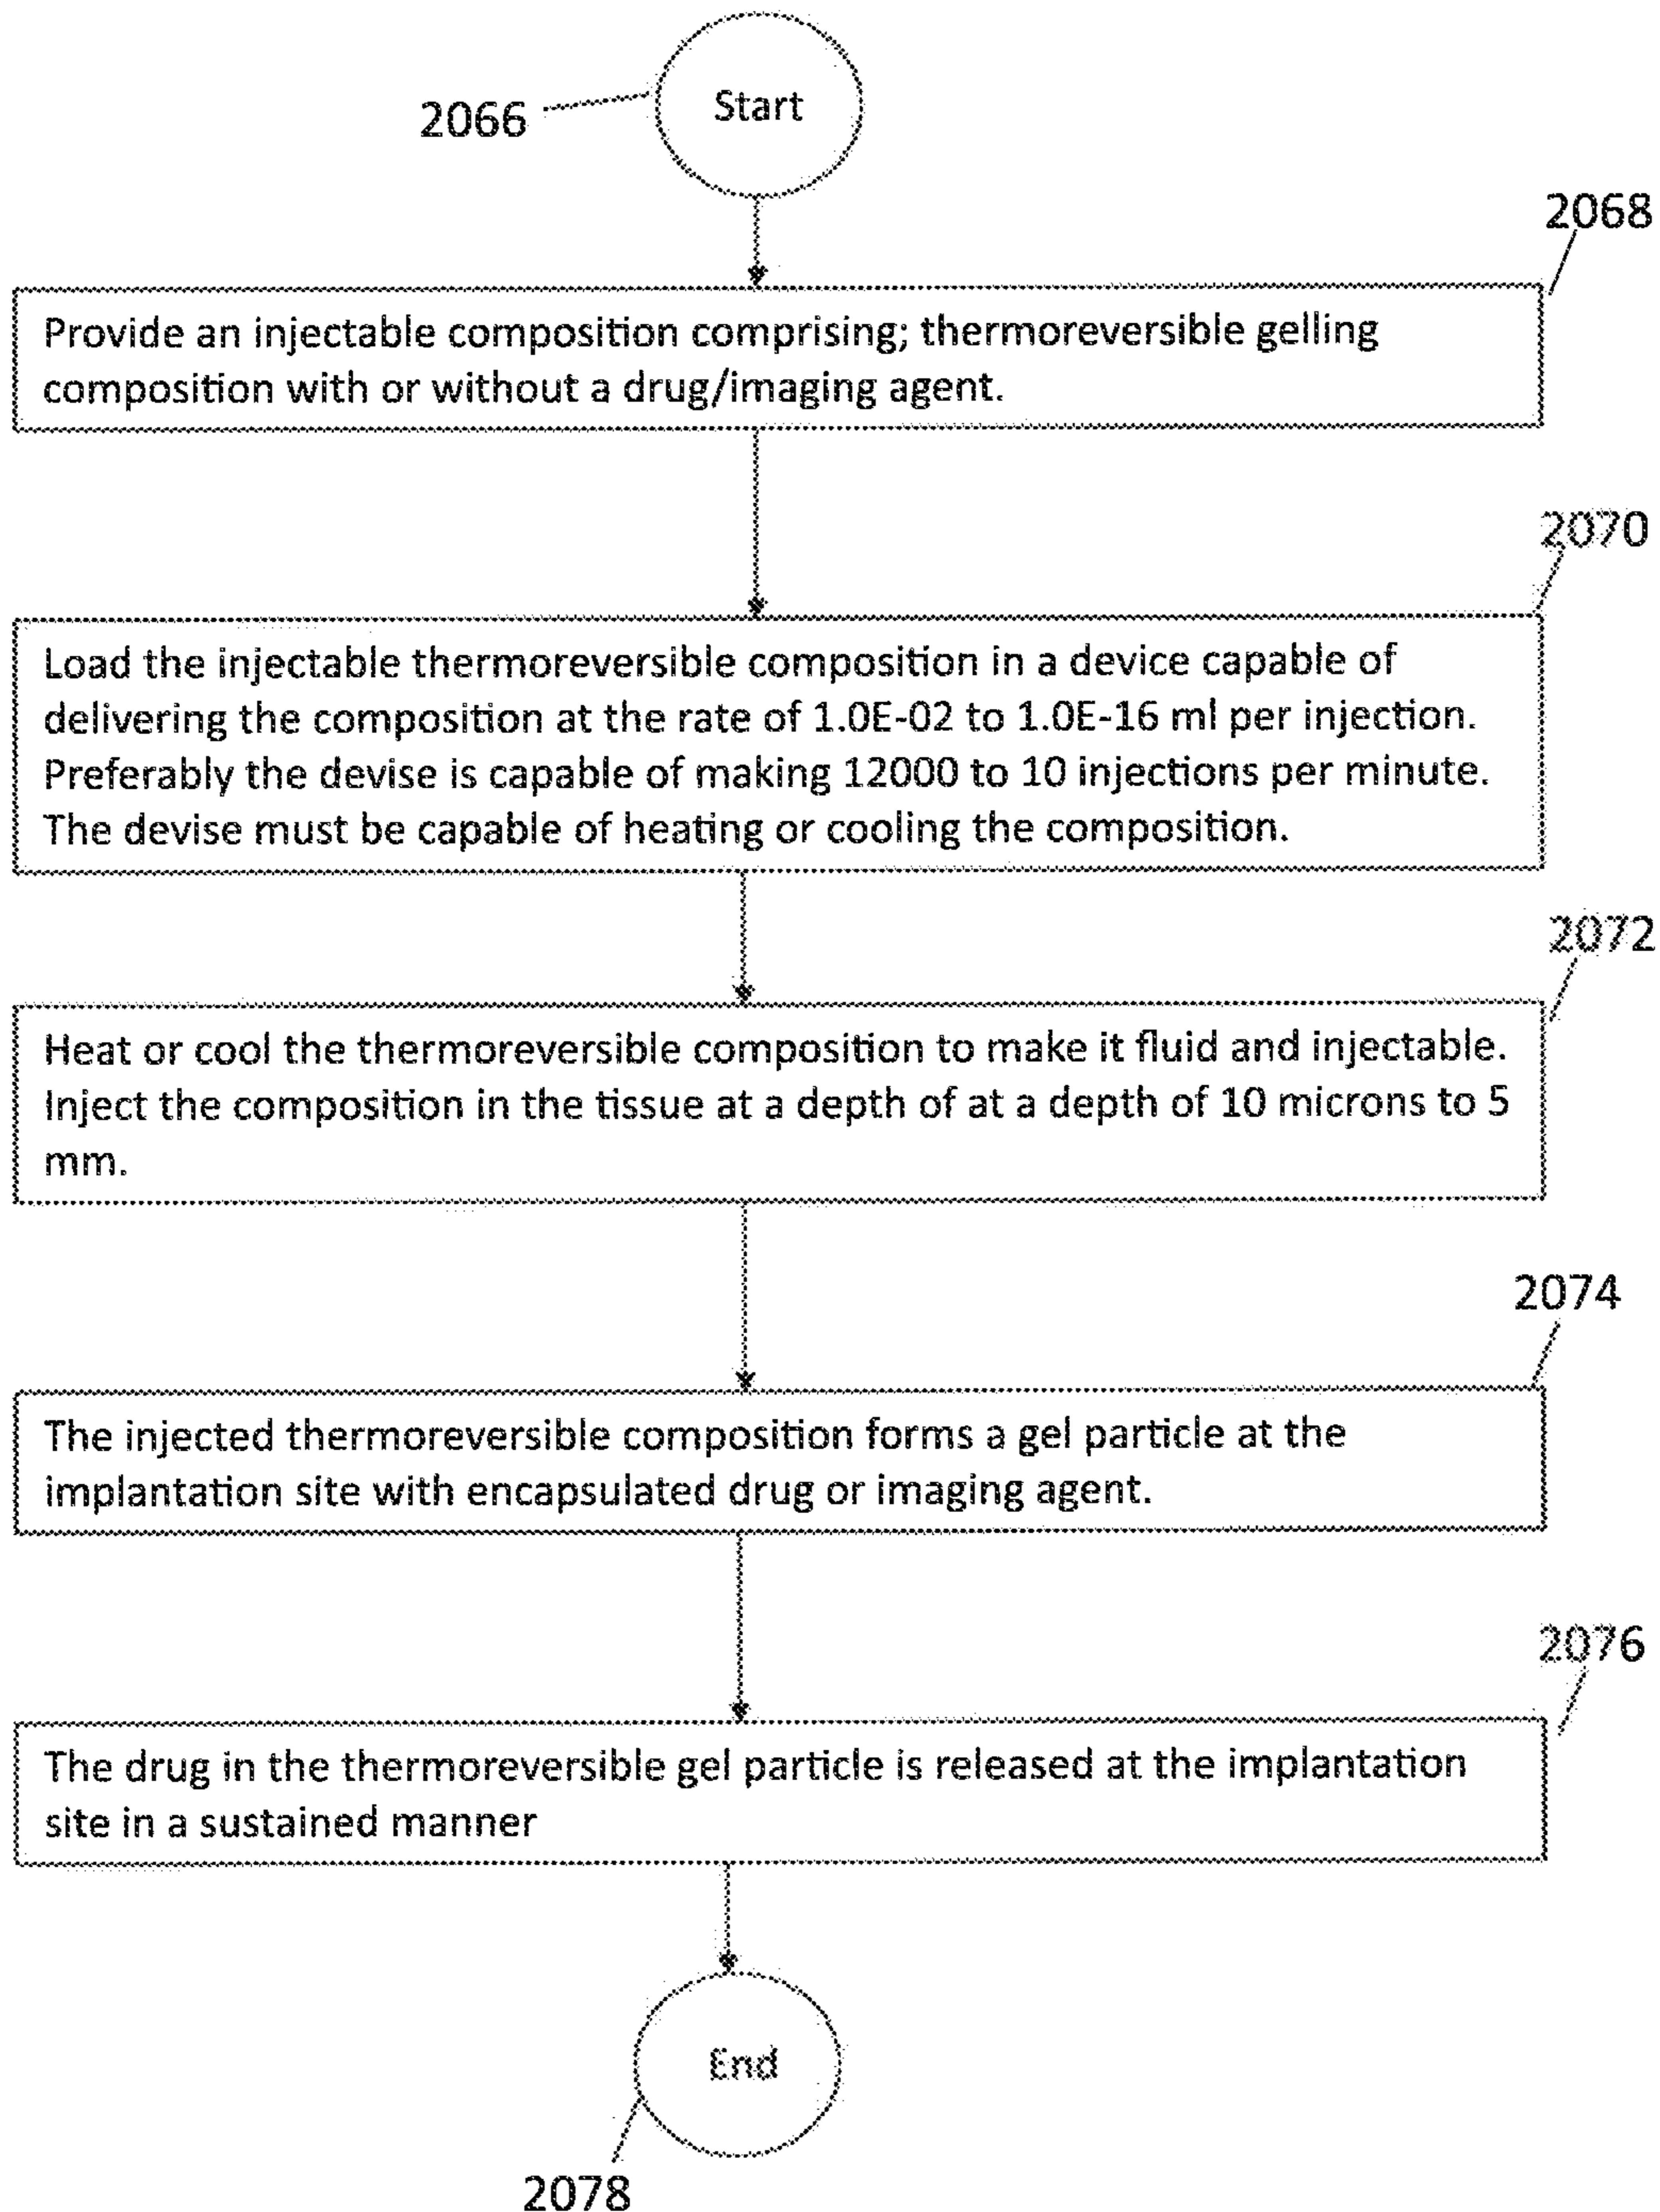 2066
Start
2068
Provide an injectable composition comprising; thermoreversible gelling
composition with or without a drug/imaging agent.
2070
Load the injectable thermoreversible composition in a device capable of
delivering the composition at the rate of 1.0E-02 to 1.0E-16 ml per injection.
Preferably the devise is capable of making 12000 to 10 injections per minute.
The devise must be capable of heating or cooling the composition.
2072
Heat or cool the thermoreversible composition to make it fluid and injectable.
Inject the composition in the tissue at a depth of at a depth of 10 microns to 5
mm.
2074
The injected thermoreversible composition forms a gel particle at the
implantation site with encapsulated drug or imaging agent.
2076
The drug in the thermoreversible gel particle is released at the implantation
site in a sustained manner
End
2078